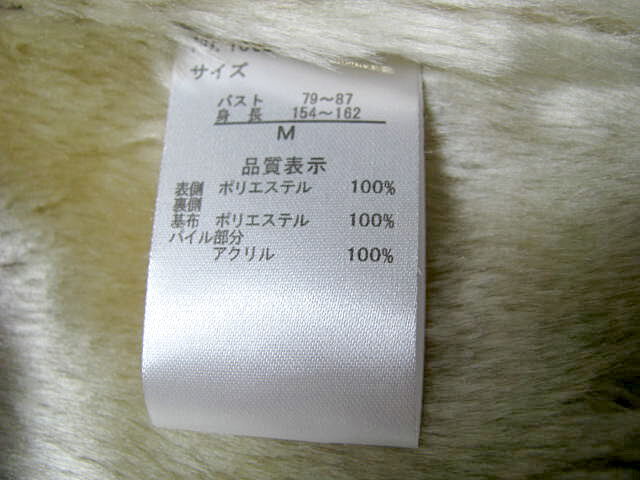 サイズ
バスト 79～87
身長 154～162
M
品質表示
表側 ポリエステル 100%
裏側
基布 ポリエステル 100%
パイル部分
アクリル 100%